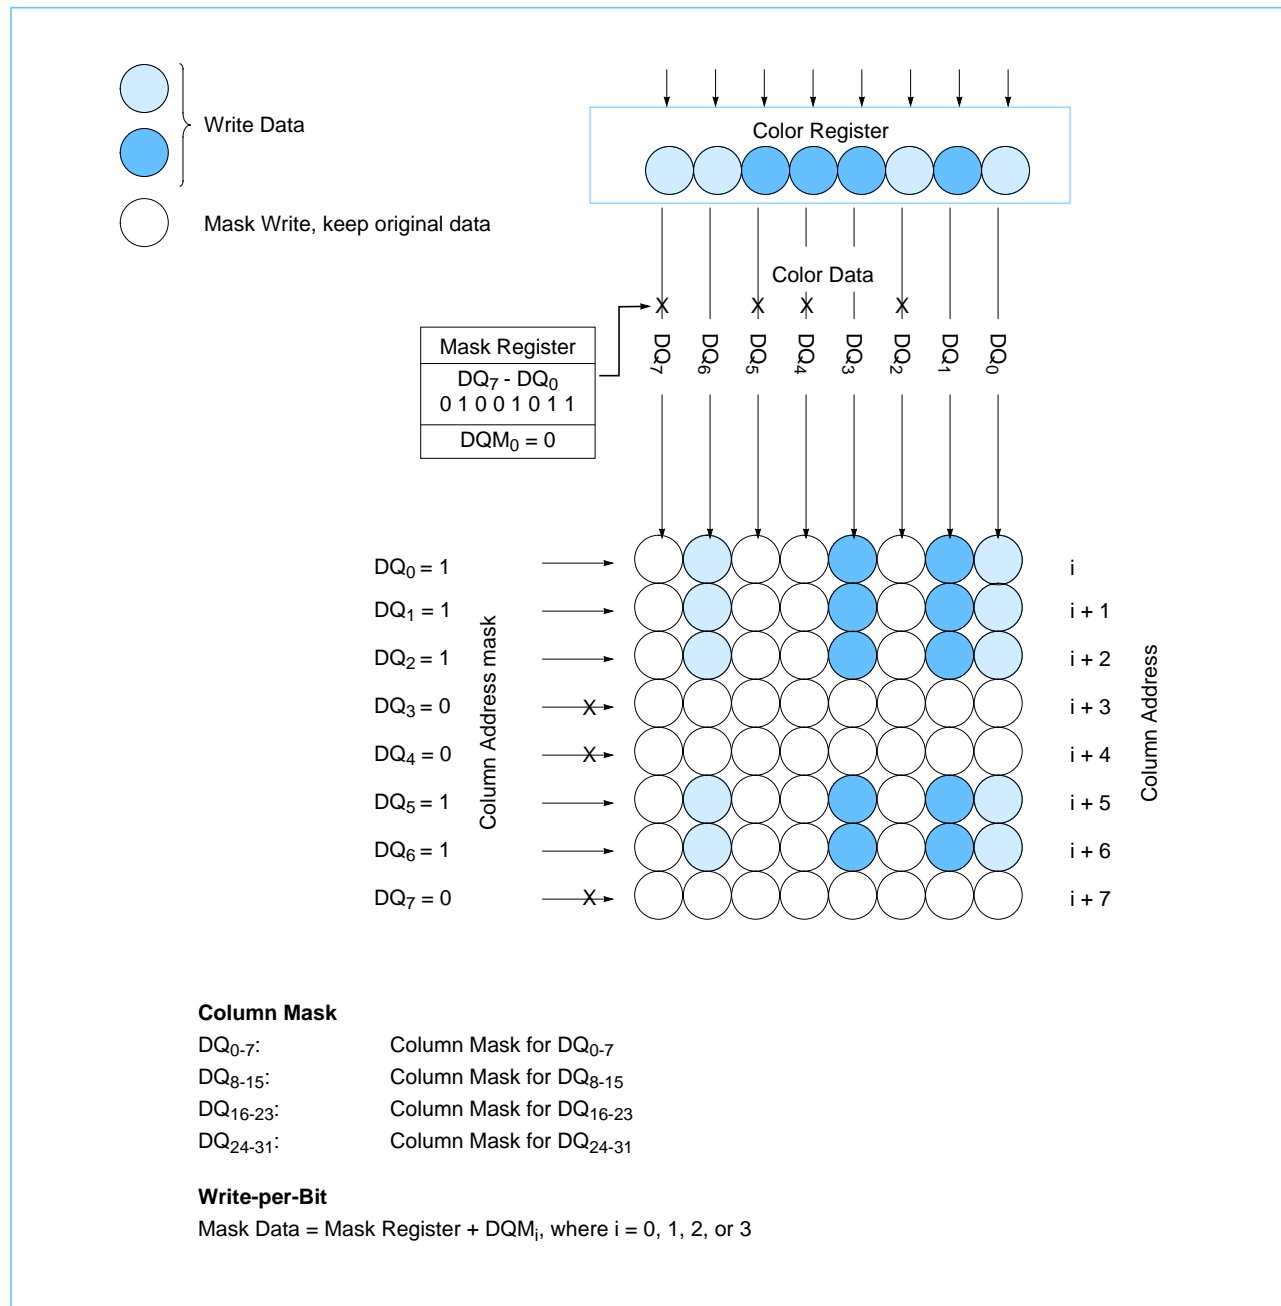 Write Data
Mask Write, keep original data
Color Register
Color Data
X X X X
DQ7 DQ6 DQ5 DQ4 DQ3 DQ2 DQ1 DQ0
Mask Register
DQ7 - DQ0
0 1 0 0 1 0 1 1
DQM0 = 0
Column Address mask
DQ0 = 1
i
DQ1 = 1
i + 1
DQ2 = 1
i + 2
DQ3 = 0
X
i + 3
DQ4 = 0
X
i + 4
DQ5 = 1
i + 5
DQ6 = 1
i + 6
DQ7 = 0
X
i + 7
Column Address
Column Mask
DQ0-7: Column Mask for DQ0-7
DQ8-15: Column Mask for DQ8-15
DQ16-23: Column Mask for DQ16-23
DQ24-31: Column Mask for DQ24-31
Write-per-Bit
Mask Data = Mask Register + DQMi, where i = 0, 1, 2, or 3